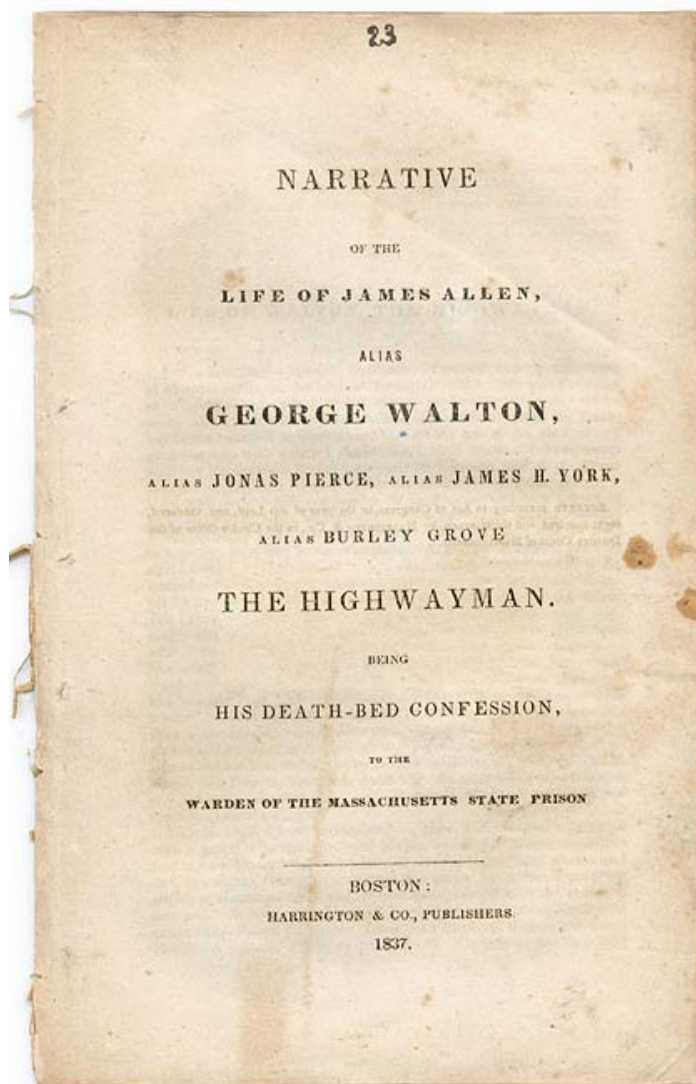 23
NARRATIVE
OF THE
LIFE OF JAMES ALLEN,
ALIAS
GEORGE WALTON,
ALIAS JONAS PIERCE, ALIAS JAMES H. YORK,
ALIAS BURLEY GROVE
THE HIGHWAYMAN.
BEING
HIS DEATH-BED CONFESSION,
TO THE
WARDEN OF THE MASSACHUSETTS STATE PRISON
BOSTON:
HARRINGTON & CO., PUBLISHERS.
1837.